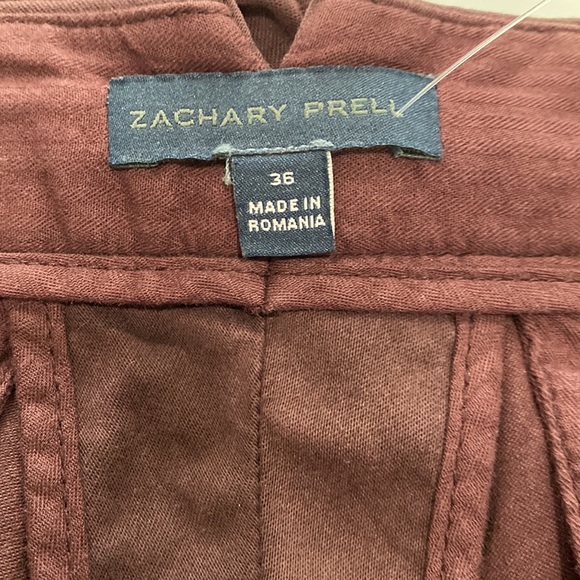 ZACHARY PRELL
36
MADE IN
ROMANIA